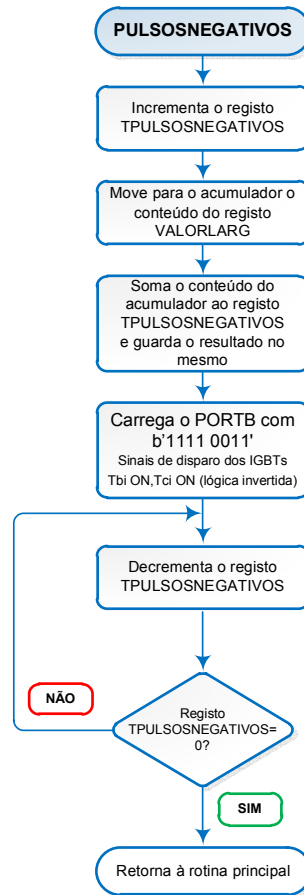 PULSOSNEGATIVOS
Incrementa o registo
TPULSOSNEGATIVOS
Move para o acumulador o
conteúdo do registo
VALORLARG
Soma o conteúdo do
acumulador ao registo
TPULSOSNEGATIVOS
e guarda o resultado no
mesmo
Carrega o PORTB com
b'1111 0011'
Sinais de disparo dos IGBTs
Tbi ON,Tci ON (lógica invertida)
Decrementa o registo
TPULSOSNEGATIVOS
NÃO
Registo
TPULSOSNEGATIVOS=
0?
SIM
Retorna à rotina principal